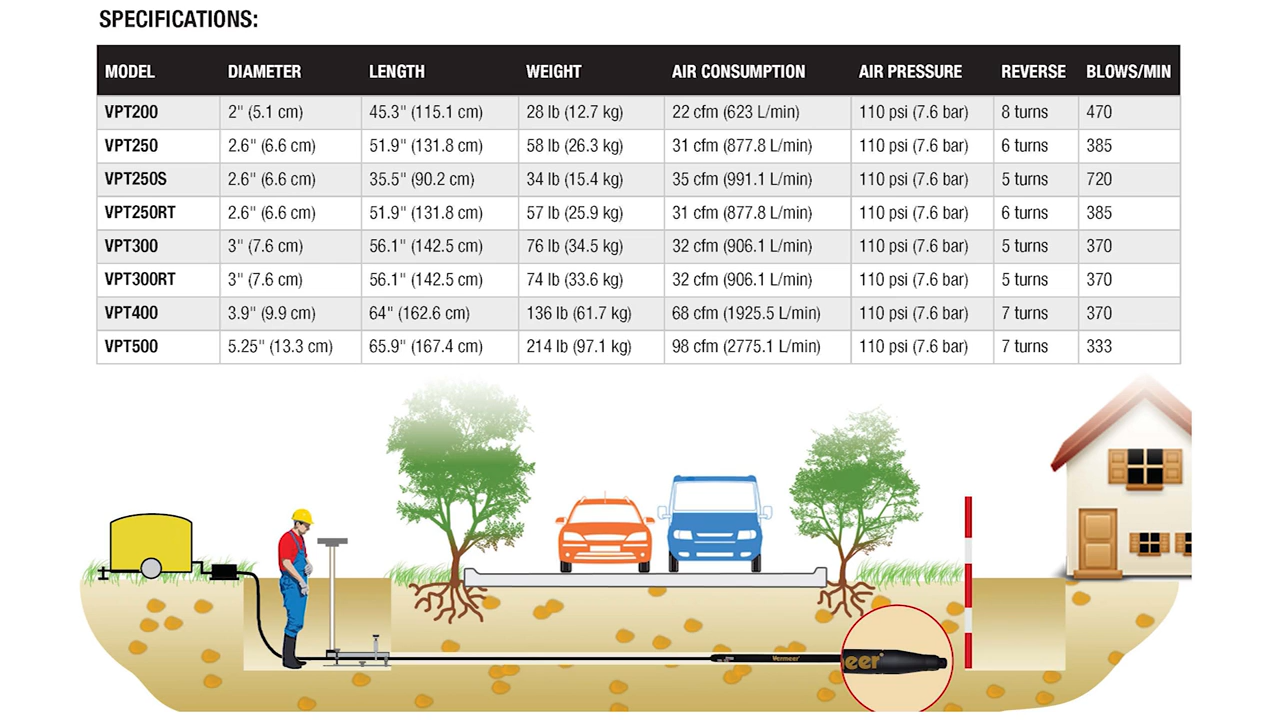 SPECIFICATIONS:
MODEL DIAMETER LENGTH WEIGHT AIR CONSUMPTION AIR PRESSURE REVERSE BLOWS/MIN
VPT200 2" (5.1 cm) 45.3" (115.1 cm) 28 lb (12.7 kg) 22 cfm (623 L/min) 110 psi (7.6 bar) 8 turns 470
VPT250 2.6" (6.6 cm) 51.9" (131.8 cm) 58 lb (26.3 kg) 31 cfm (877.8 L/min) 110 psi (7.6 bar) 6 turns 385
VPT250S 2.6" (6.6 cm) 35.5" (90.2 cm) 34 lb (15.4 kg) 35 cfm (991.1 L/min) 110 psi (7.6 bar) 5 turns 720
VPT250RT 2.6" (6.6 cm) 51.9" (131.8 cm) 57 lb (25.9 kg) 31 cfm (877.8 L/min) 110 psi (7.6 bar) 6 turns 385
VPT300 3" (7.6 cm) 56.1" (142.5 cm) 76 lb (34.5 kg) 32 cfm (906.1 L/min) 110 psi (7.6 bar) 5 turns 370
VPT300RT 3" (7.6 cm) 56.1" (142.5 cm) 74 lb (33.6 kg) 32 cfm (906.1 L/min) 110 psi (7.6 bar) 5 turns 370
VPT400 3.9" (9.9 cm) 64" (162.6 cm) 136 lb (61.7 kg) 68 cfm (1925.5 L/min) 110 psi (7.6 bar) 7 turns 370
VPT500 5.25" (13.3 cm) 65.9" (167.4 cm) 214 lb (97.1 kg) 98 cfm (2775.1 L/min) 110 psi (7.6 bar) 7 turns 333
Vermeer
eer